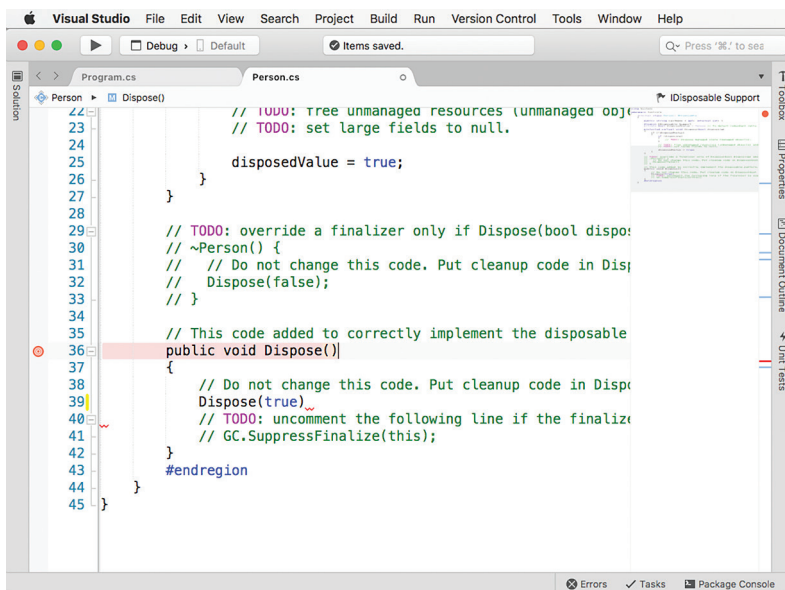 Visual Studio File Edit View Search Project Build Run Version Control Tools Window Help
Debug › Default
Items saved.
Press '⌘.' to sea
Solution
Program.cs
Person.cs
Toolbox
Person ▸ Dispose()
IDisposable Support
22 // TODO: free unmanaged resources (unmanaged obje
23 // TODO: set large fields to null.
24
25 disposedValue = true;
26 }
27 }
28
29 // TODO: override a finalizer only if Dispose(bool dispos
30 // ~Person() {
31 // // Do not change this code. Put cleanup code in Disp
32 // Dispose(false);
33 // }
34
35 // This code added to correctly implement the disposable
36 public void Dispose()
37 {
38 // Do not change this code. Put cleanup code in Dispo
39 Dispose(true)
40 // TODO: uncomment the following line if the finalize
41 // GC.SuppressFinalize(this);
42 }
43 #endregion
44 }
45 }
Properties
Document Outline
Unit Tests
Errors Tasks Package Console